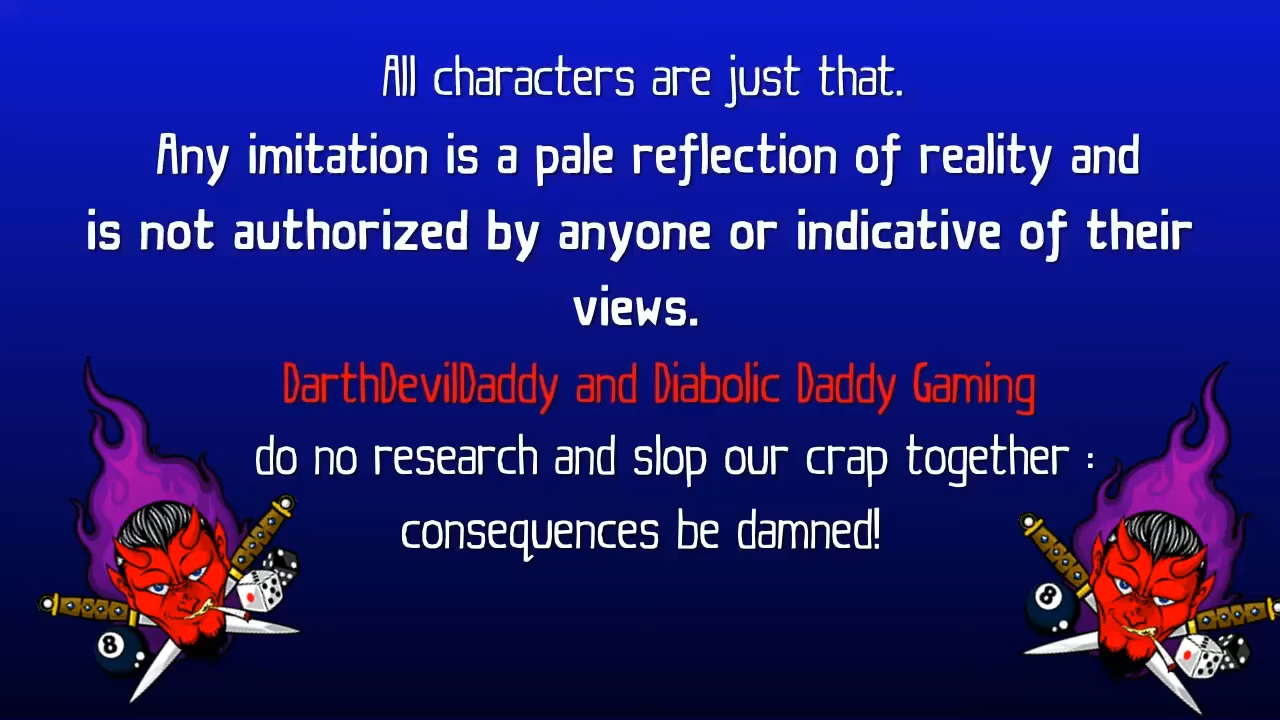 All characters are just that.
Any imitation is a pale reflection of reality and
is not authorized by anyone or indicative of their
views.
DarthDevilDaddy and Diabolic Daddy Gaming
do no research and slop our crap together :
consequences be damned!
8
8